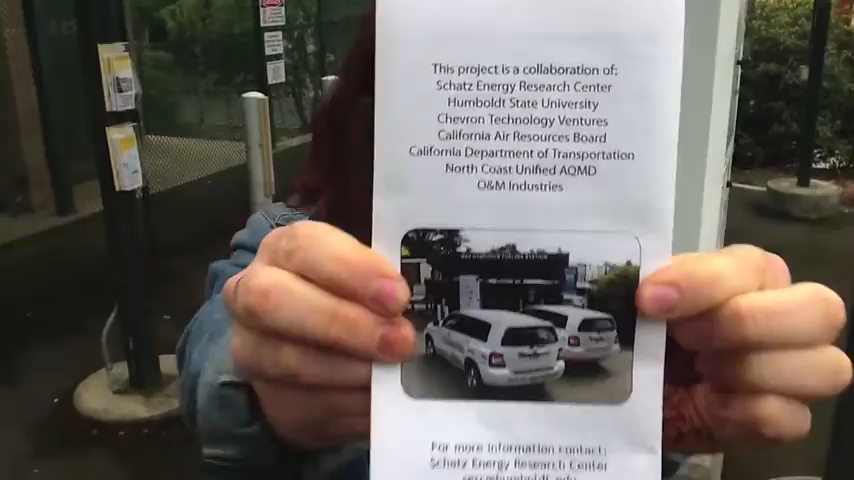 This project is a collaboration of:
Schatz Energy Research Center
Humboldt State University
Chevron Technology Ventures
California Air Resources Board
California Department of Transportation
North Coast Unified AQMD
O&M Industries
For more information contact:
Schatz Energy Research Center